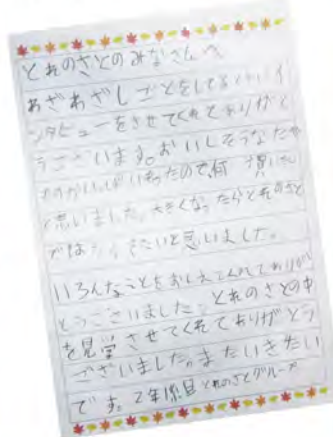 とれのさとのみなさんへ
わざわざしごとをしてるときにイ
ンタビューをさせてくれてありがと
うございます。おいしそうなたべ
ものがいっぱいあったので、何 買いたい
と思いました。大きくなったらとれのさと
ではたらきたいと思いました。
いろんなことをおしえてくれてありが
とうございました。とれのさとの中
を見学させてくれてありがとう
ございました。またいきたい
です。2年1組 とれのさとグループ